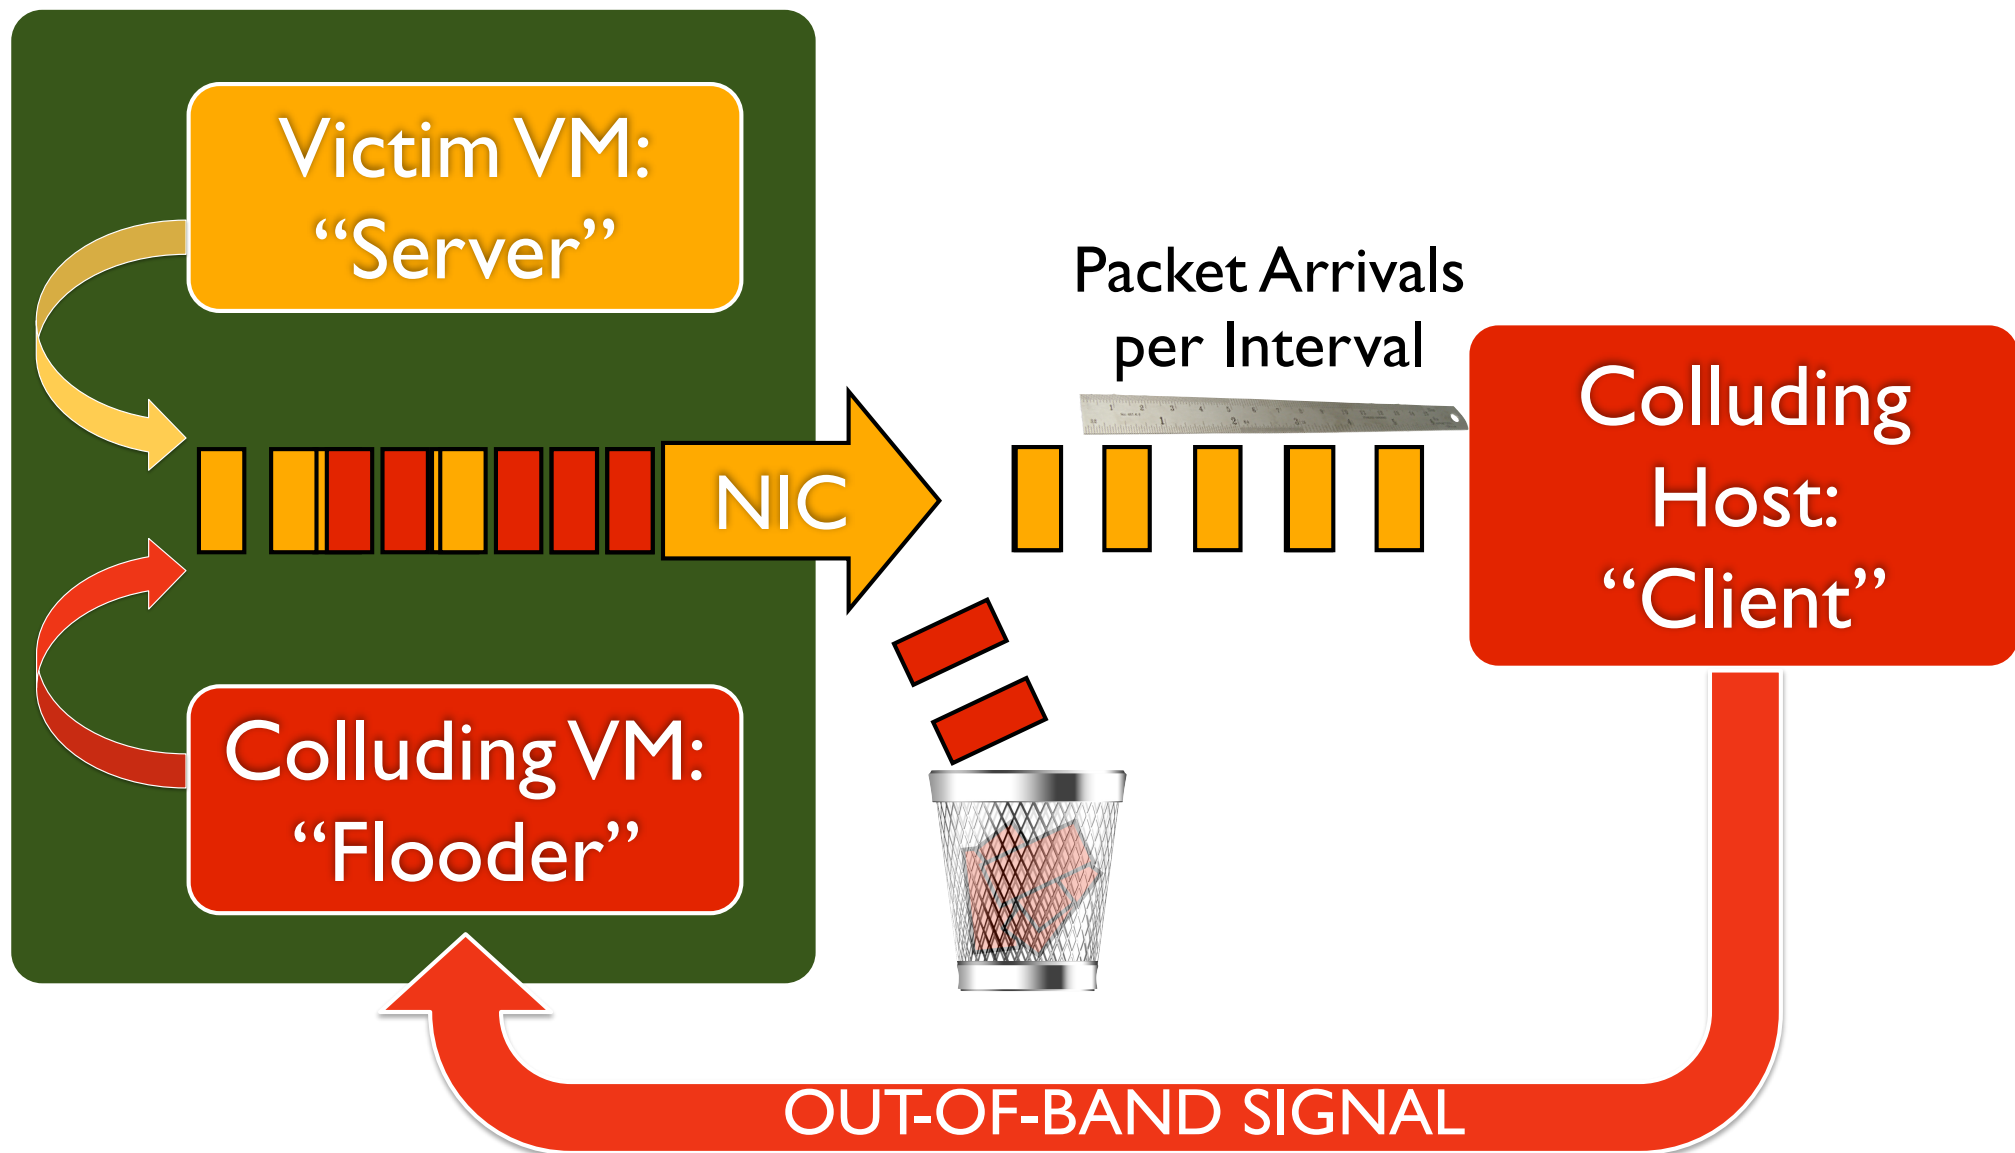 Victim VM:
“Server”
Packet Arrivals
per Interval
NIC
Colluding
Host:
“Client”
Colluding VM:
“Flooder”
OUT-OF-BAND SIGNAL